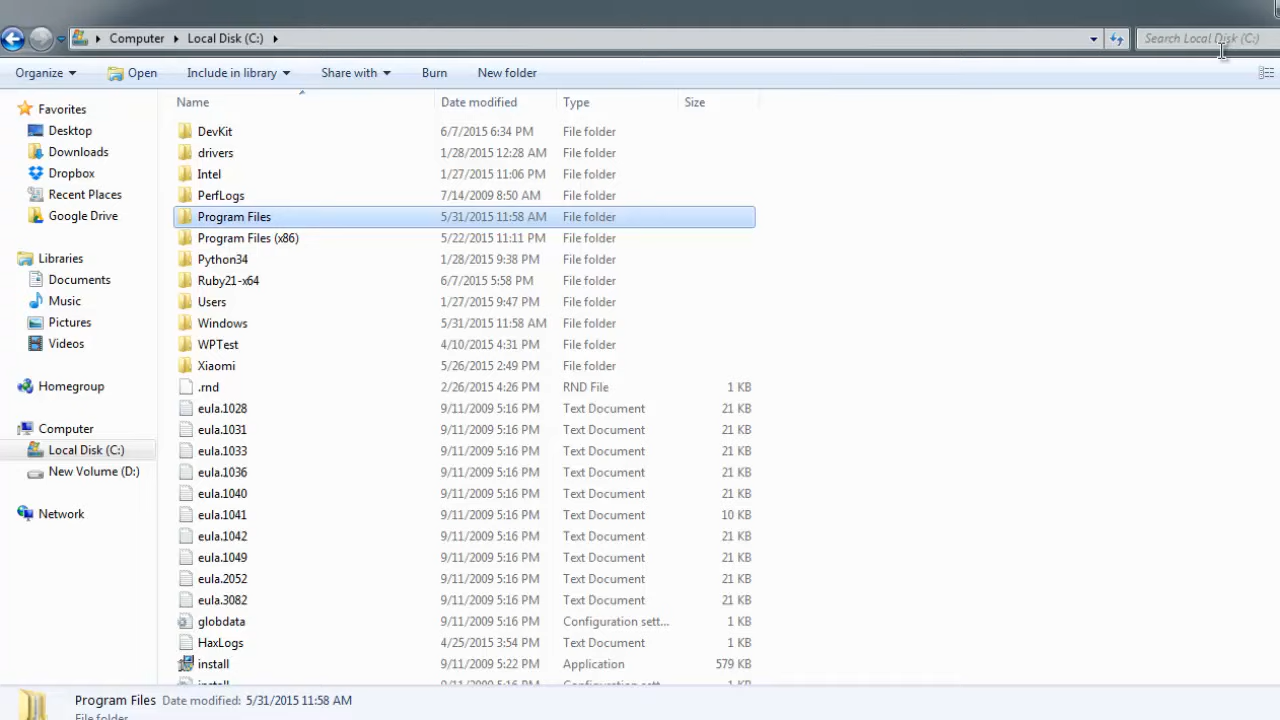 Computer Local Disk (C:) Search Local Disk (C:)
Organize Open Include in library Share with Burn New folder
Favorites
Desktop
Downloads
Dropbox
Recent Places
Google Drive
Libraries
Documents
Music
Pictures
Videos
Homegroup
Computer
Local Disk (C:)
New Volume (D:)
Network
Name Date modified Type Size
DevKit 6/7/2015 6:34 PM File folder
drivers 1/28/2015 12:28 AM File folder
Intel 1/27/2015 11:06 PM File folder
PerfLogs 7/14/2009 8:50 AM File folder
Program Files 5/31/2015 11:58 AM File folder
Program Files (x86) 5/22/2015 11:11 PM File folder
Python34 1/28/2015 9:38 PM File folder
Ruby21-x64 6/7/2015 5:58 PM File folder
Users 1/27/2015 9:47 PM File folder
Windows 5/31/2015 11:58 AM File folder
WPTest 4/10/2015 4:31 PM File folder
Xiaomi 5/26/2015 2:49 PM File folder
.rnd 2/26/2015 4:26 PM RND File 1 KB
eula.1028 9/11/2009 5:16 PM Text Document 21 KB
eula.1031 9/11/2009 5:16 PM Text Document 21 KB
eula.1033 9/11/2009 5:16 PM Text Document 21 KB
eula.1036 9/11/2009 5:16 PM Text Document 21 KB
eula.1040 9/11/2009 5:16 PM Text Document 21 KB
eula.1041 9/11/2009 5:16 PM Text Document 10 KB
eula.1042 9/11/2009 5:16 PM Text Document 21 KB
eula.1049 9/11/2009 5:16 PM Text Document 21 KB
eula.2052 9/11/2009 5:16 PM Text Document 21 KB
eula.3082 9/11/2009 5:16 PM Text Document 21 KB
globdata 9/11/2009 5:16 PM Configuration sett... 1 KB
HaxLogs 4/25/2015 3:54 PM Text Document 1 KB
install 9/11/2009 5:22 PM Application 579 KB
install 9/11/2009 5:16 PM Configuration sett... 1 KB
Program Files Date modified: 5/31/2015 11:58 AM
File folder